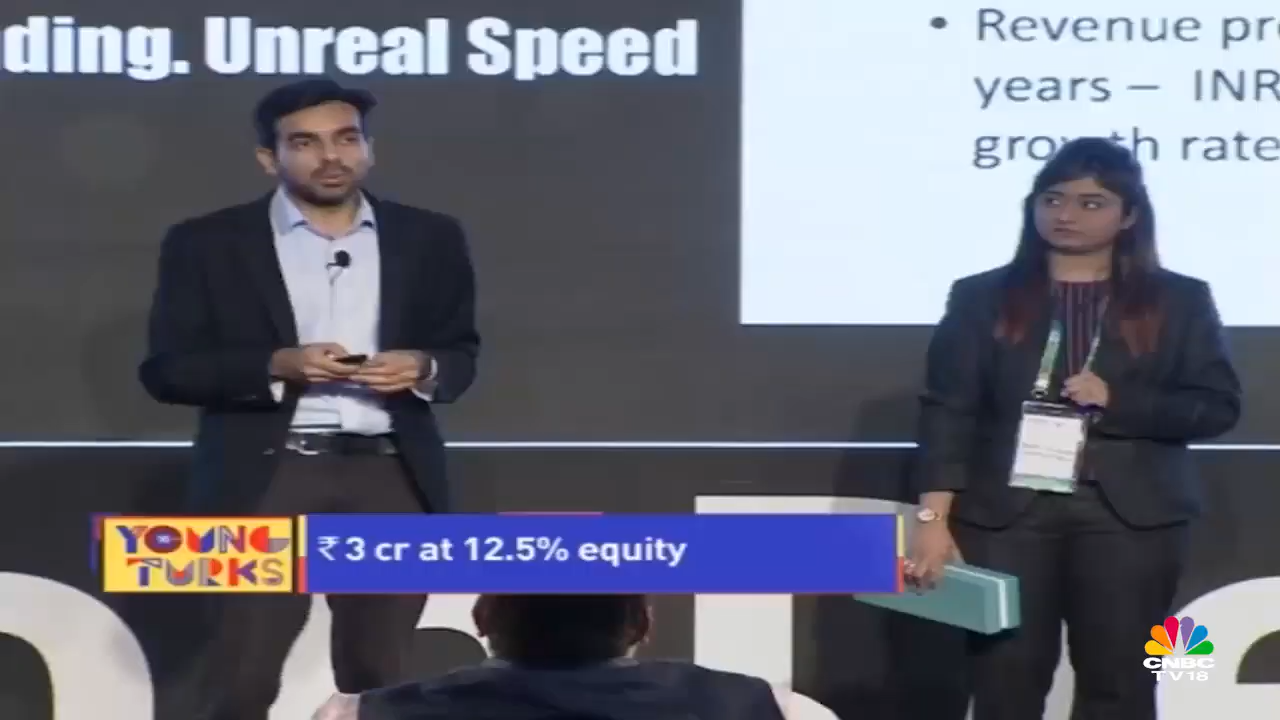 ding. Unreal Speed
• Revenue pr
years – INR
growth rate
YOUNG
TURKS
₹3 cr at 12.5% equity
CNBC
TV18